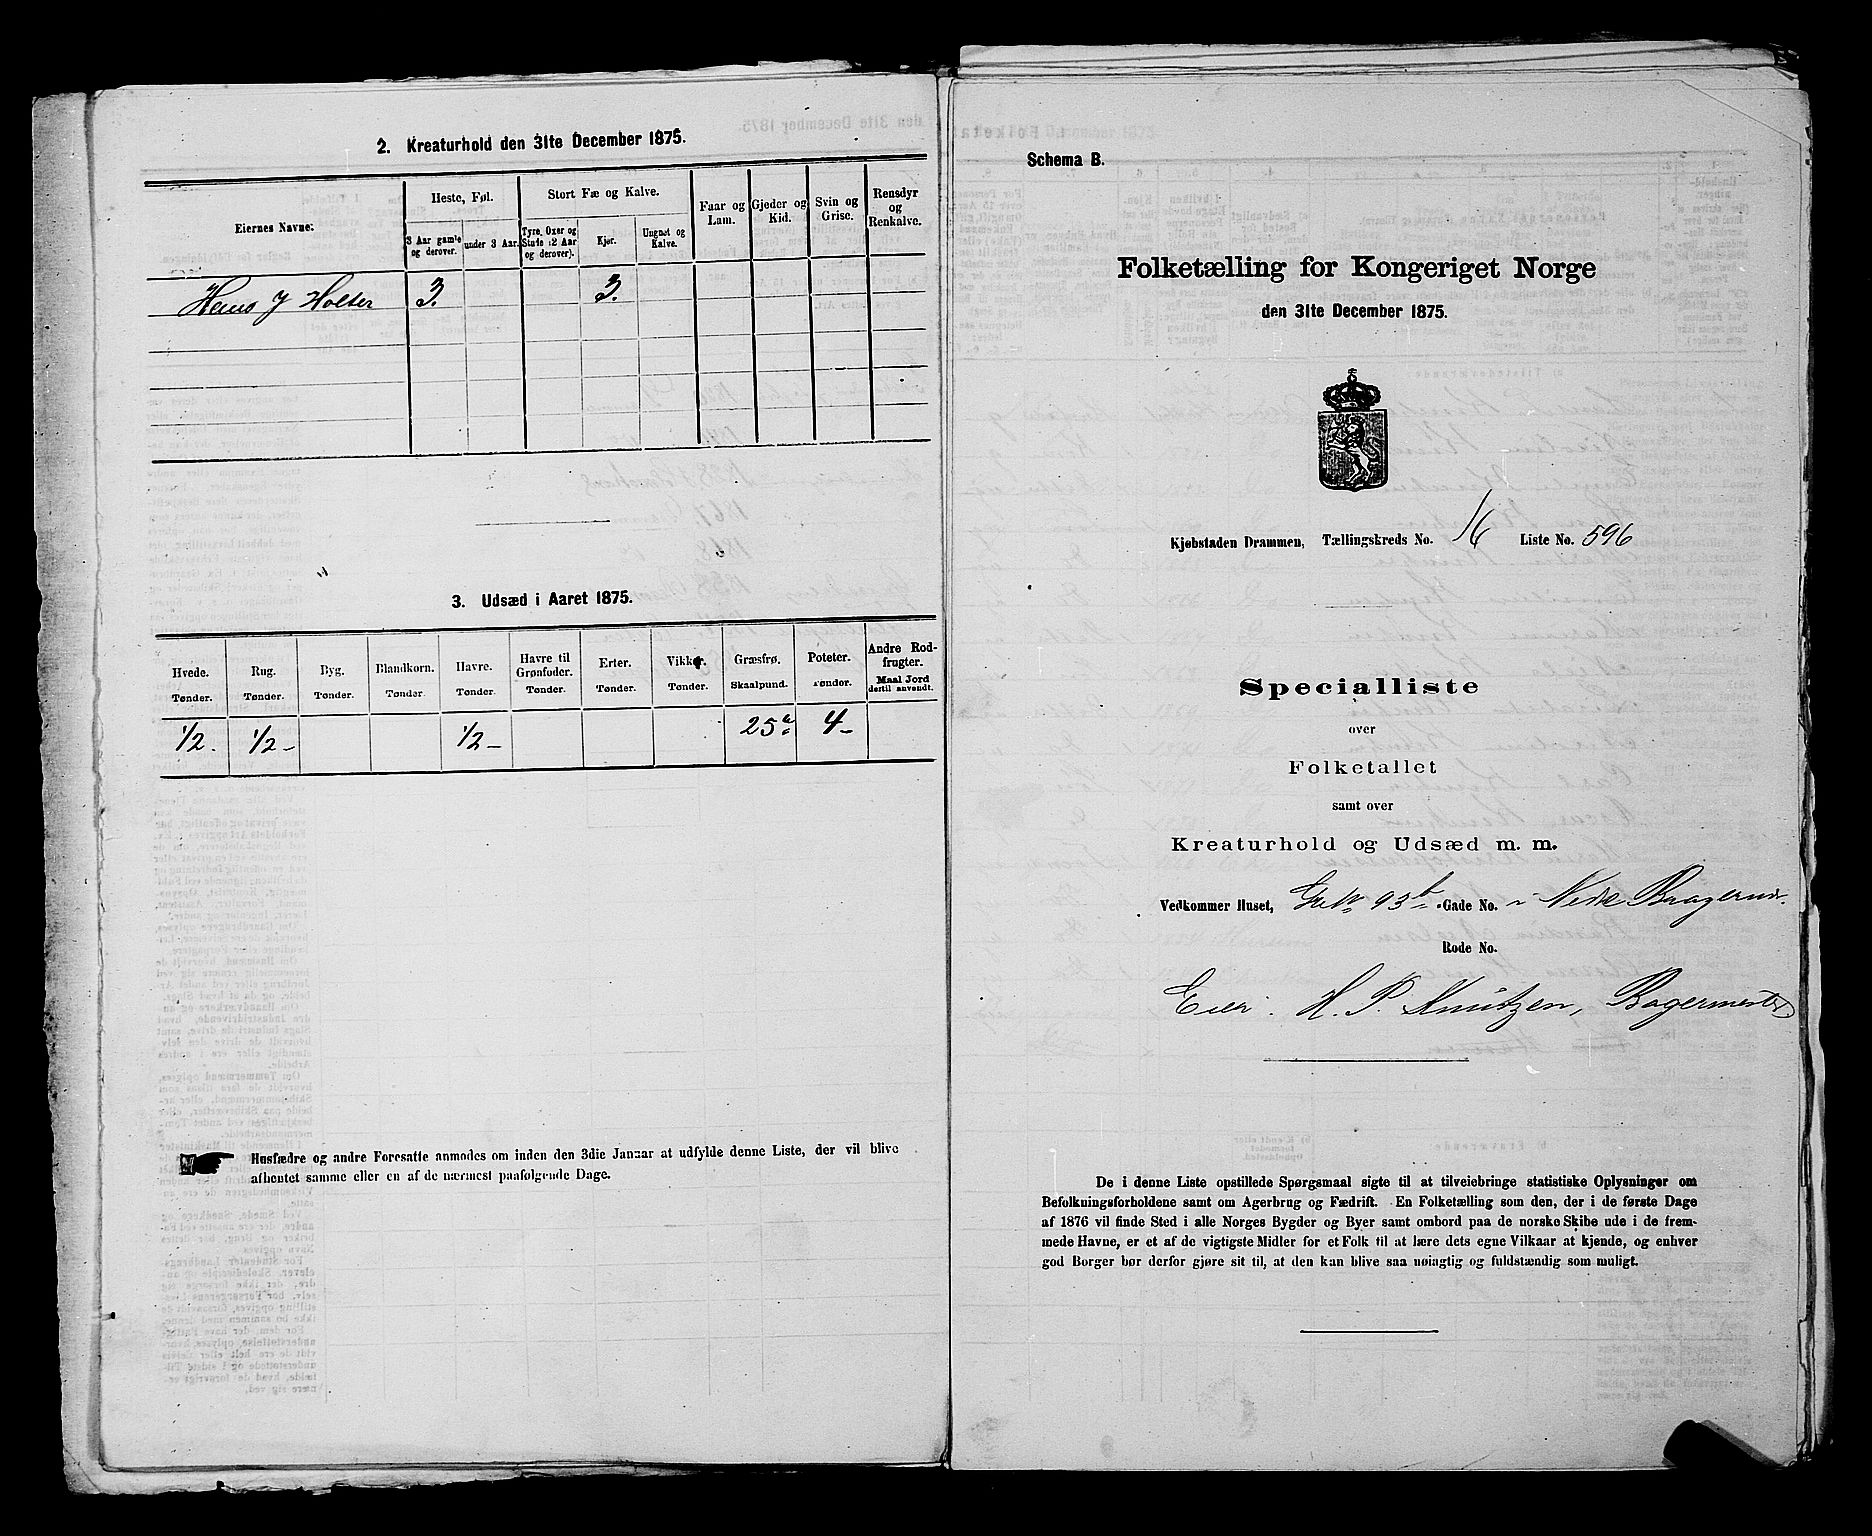 2. Kreaturhold den 31te December 1875.
Eiernes Navne.
Heste, Føl.
Stort Fæ og Kalve.
Faar og Lam.
Gjeder og Kid.
Svin og Grise.
Rensdyr og Renkalve.
3 Aar gamle og derover.
under 3 Aar.
Tyre, Oxer og Stude (2 Aar og derover).
Kjør.
Ungnøt og Kalve.
Hans J Holter 3. 3.
3. Udsæd i Aaret 1875.
Hvede. Rug. Byg. Blandkorn. Havre. Havre til Grønfoder. Erter. Vikker. Græsfrø. Poteter. Andre Rodfrugter.
Tønder. Tønder. Tønder. Tønder. Tønder. Tønder. Tønder. Tønder. Skaalpund. Tønder. Maal Jord dertil anvendt.
1/2. 1/2 - 1/2 - 25 4 -
Husfædre og andre Foresatte anmodes om inden den 3die Januar at udfylde denne Liste, der vil blive
afhentet samme eller en af de nærmest paafølgende Dage.
Schema B.
Folketælling for Kongeriget Norge
den 31te December 1875.
Kjøbstaden Drammen, Tællingskreds No. 16 Liste No. 596
Specialliste
over
Folketallet
samt over
Kreaturhold og Udsæd m. m.
Vedkommer Huset, 93b Gade No. Nedre Bragernes.
Rode No.
Eier. H. P. Knutzen, Bagermester
De i denne Liste opstillede Spørgsmaal sigte til at tilveiebringe statistiske Oplysninger om
Befolkningsforholdene samt om Agerbrug og Fædrift. En Folketælling som den, der i de første Dage
af 1876 vil finde Sted i alle Norges Bygder og Byer samt ombord paa de norske Skibe ude i de frem-
mede Havne, er et af de vigtigste Midler for et Folk til at lære dets egne Vilkaar at kjende, og enhver
god Borger bør derfor gjøre sit til, at den kan blive saa nøiagtig og fuldstændig som muligt.